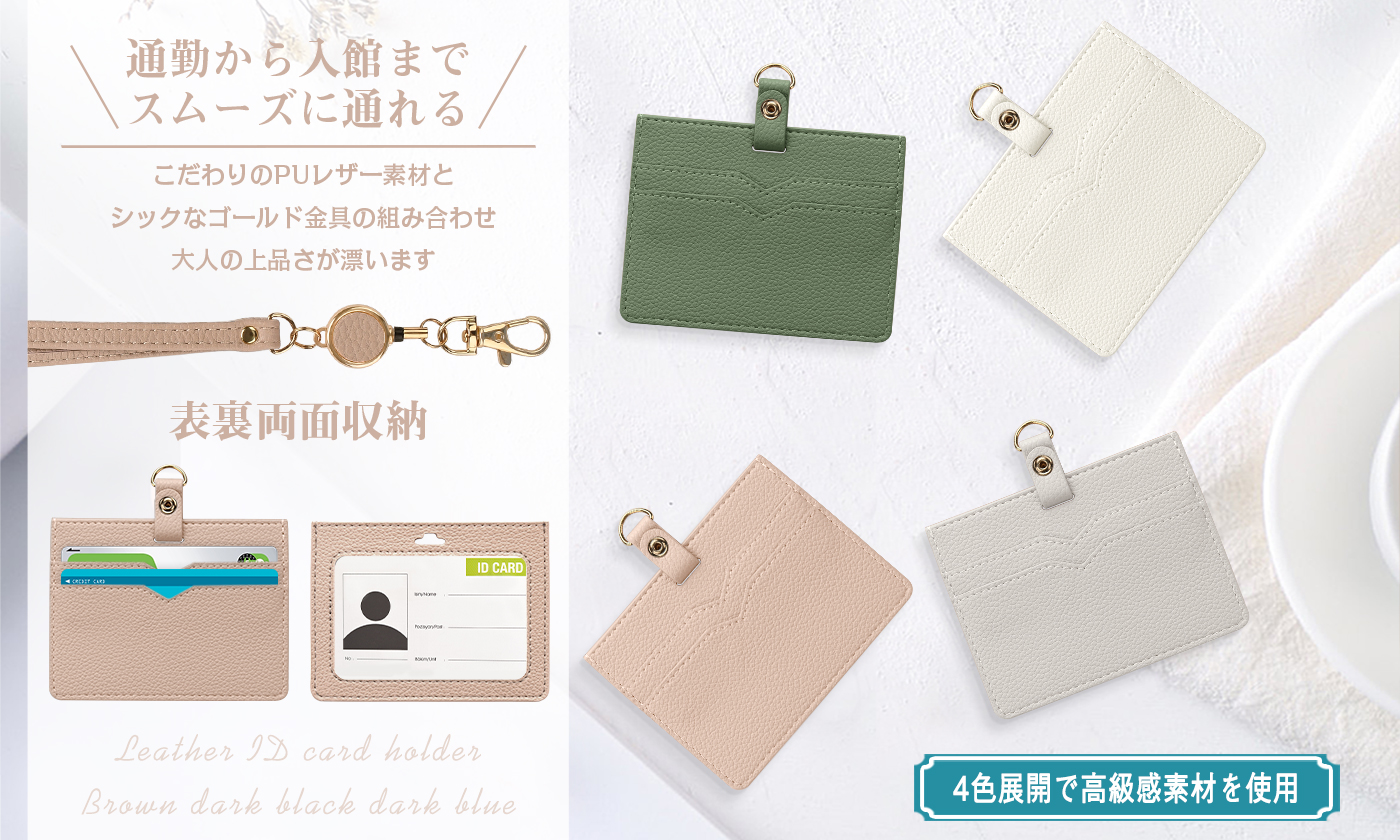 通勤から入館まで
スムーズに通れる
こだわりのPUレザー素材と
シックなゴールド金具の組み合わせ
大人の上品さが漂います
表裏両面収納
CREDIT CARD
ID CARD
No
Leather ID card holder
Brown dark black dark blue
4色展開で高級感素材を使用